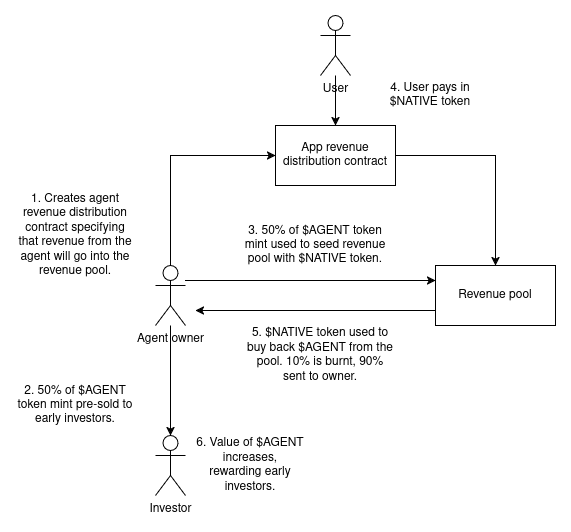 User
4. User pays in
$NATIVE token
App revenue
distribution contract
1. Creates agent
revenue distribution
contract specifying
that revenue from the
agent will go into the
revenue pool.
3. 50% of $AGENT token
mint used to seed revenue
pool with $NATIVE token.
Revenue pool
Agent owner
5. $NATIVE token used to
buy back $AGENT from the
pool. 10% is burnt, 90%
sent to owner.
2. 50% of $AGENT
token mint pre-sold to
early investors.
6. Value of $AGENT
increases,
rewarding early
investors.
Investor